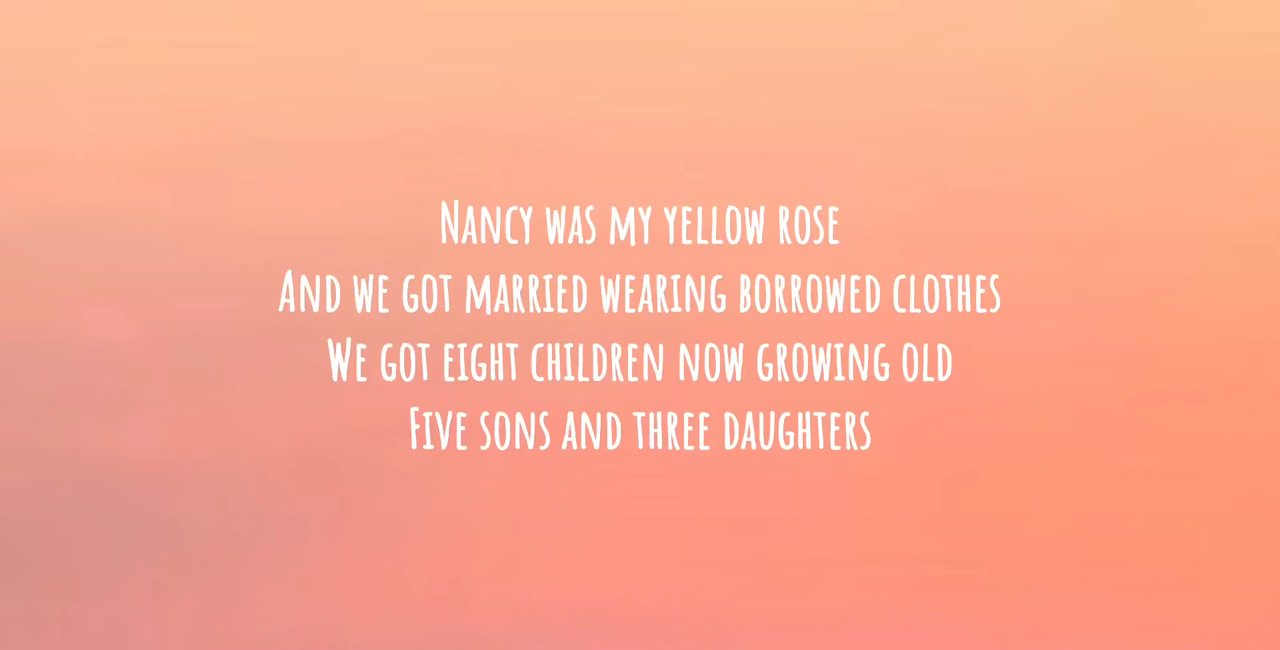 Nancy was my yellow rose
And we got married wearing borrowed clothes
We got eight children now growing old
Five sons and three daughters